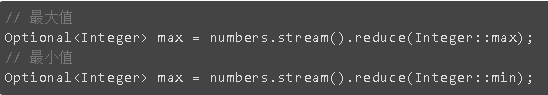 // 最大值
Optional<Integer> max = numbers.stream().reduce(Integer::max);
// 最小值
Optional<Integer> max = numbers.stream().reduce(Integer::min);